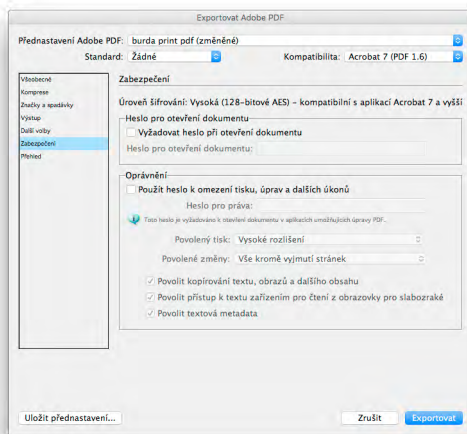 Exportovat Adobe PDF
Přednastavení Adobe PDF: burda print pdf (změněné)
Standard: Žádné Kompatibilita: Acrobat 7 (PDF 1.6)
Všeobecné
Komprese
Značky a spadávky
Výstup
Další volby
Zabezpečení
Přehled
Zabezpečení
Úroveň šifrování: Vysoká (128-bitové AES) - kompatibilní s aplikací Acrobat 7 a vyšší
Heslo pro otevření dokumentu
Vyžadovat heslo při otevření dokumentu
Heslo pro otevření dokumentu:
Oprávnění
Použít heslo k omezení tisku, úprav a dalších úkonů
Heslo pro práva:
Toto heslo je vyžadováno k otevření dokumentu v aplikacích umožňujících úpravy PDF.
Povolený tisk: Vysoké rozlišení
Povolené změny: Vše kromě vyjmutí stránek
Povolit kopírování textu, obrazů a dalšího obsahu
Povolit přístup k textu zařízením pro čtení z obrazovky pro slabozraké
Povolit textová metadata
Uložit přednastavení... Zrušit Exportovat